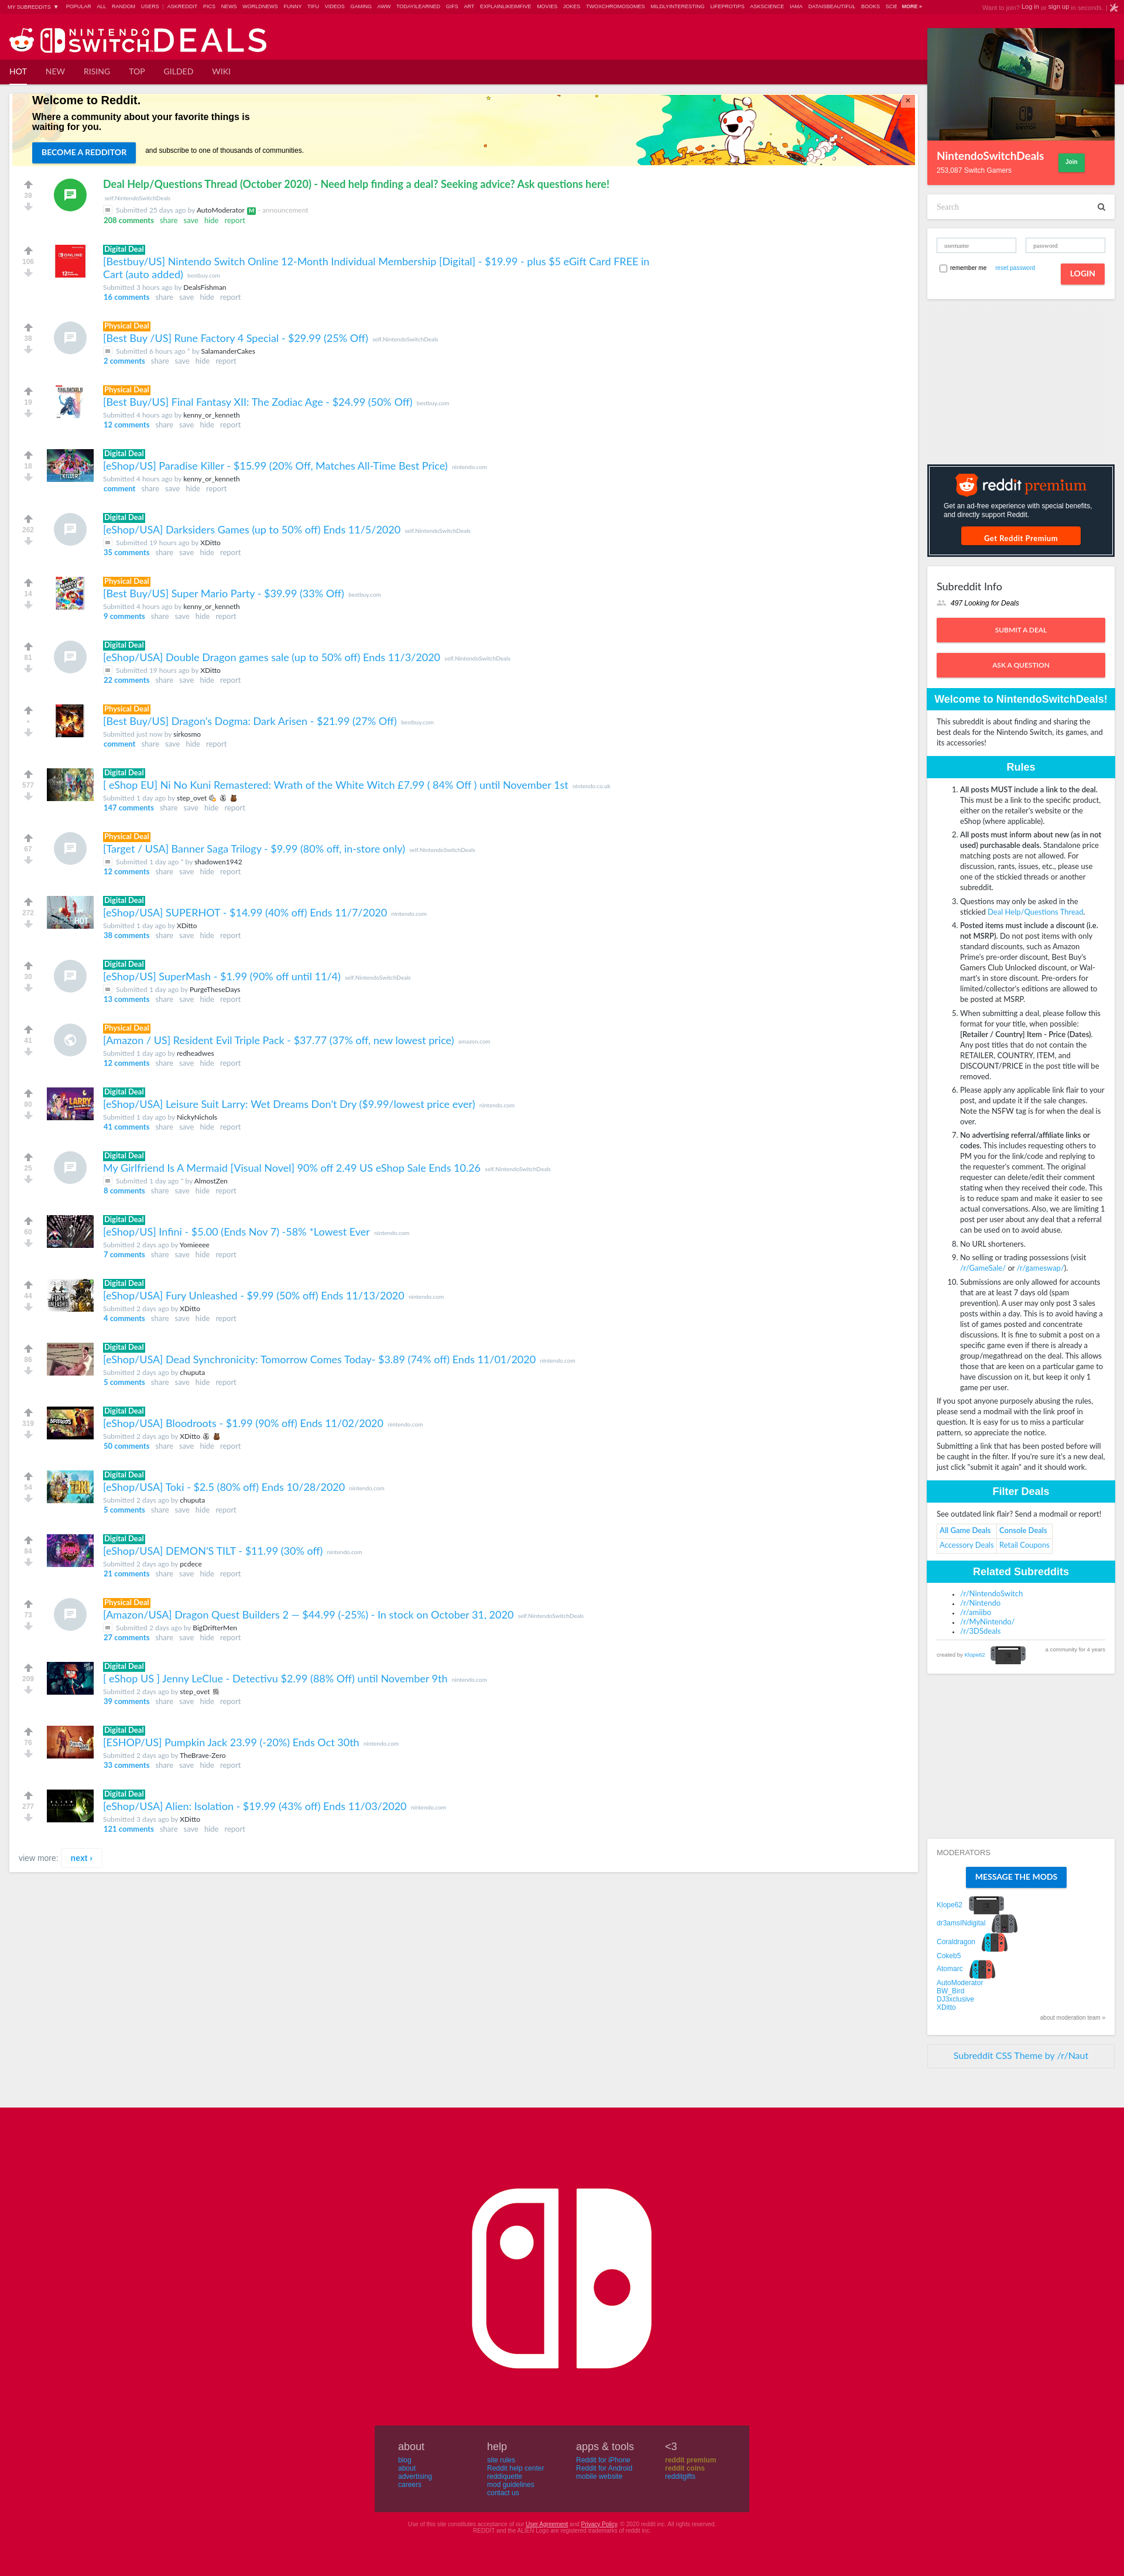 MY SUBREDDITS ▼ POPULAR ALL RANDOM USERS | ASKREDDIT PICS NEWS WORLDNEWS FUNNY TIFU VIDEOS GAMING AWW TODAYILEARNED GIFS ART EXPLAINLIKEIMFIVE MOVIES JOKES TWOXCHROMOSOMES MILDLYINTERESTING LIFEPROTIPS ASKSCIENCE IAMA DATAISBEAUTIFUL BOOKS SCIE MORE »
Want to join? Log in or sign up in seconds. |
NINTENDO SWITCH DEALS
HOT NEW RISING TOP GILDED WIKI
Welcome to Reddit.
Where a community about your favorite things is
waiting for you.
BECOME A REDDITOR and subscribe to one of thousands of communities.
×
39
Deal Help/Questions Thread (October 2020) - Need help finding a deal? Seeking advice? Ask questions here!
self.NintendoSwitchDeals
Submitted 25 days ago by AutoModerator M - announcement
208 comments share save hide report
106
Digital Deal
[Bestbuy/US] Nintendo Switch Online 12-Month Individual Membership [Digital] - $19.99 - plus $5 eGift Card FREE in
Cart (auto added) bestbuy.com
Submitted 3 hours ago by DealsFishman
16 comments share save hide report
38
Physical Deal
[Best Buy /US] Rune Factory 4 Special - $29.99 (25% Off) self.NintendoSwitchDeals
Submitted 6 hours ago * by SalamanderCakes
2 comments share save hide report
19
Physical Deal
[Best Buy/US] Final Fantasy XII: The Zodiac Age - $24.99 (50% Off) bestbuy.com
Submitted 4 hours ago by kenny_or_kenneth
12 comments share save hide report
18
Digital Deal
[eShop/US] Paradise Killer - $15.99 (20% Off, Matches All-Time Best Price) nintendo.com
Submitted 4 hours ago by kenny_or_kenneth
comment share save hide report
262
Digital Deal
[eShop/USA] Darksiders Games (up to 50% off) Ends 11/5/2020 self.NintendoSwitchDeals
Submitted 19 hours ago by XDitto
35 comments share save hide report
14
Physical Deal
[Best Buy/US] Super Mario Party - $39.99 (33% Off) bestbuy.com
Submitted 4 hours ago by kenny_or_kenneth
9 comments share save hide report
81
Digital Deal
[eShop/USA] Double Dragon games sale (up to 50% off) Ends 11/3/2020 self.NintendoSwitchDeals
Submitted 19 hours ago by XDitto
22 comments share save hide report
•
Physical Deal
[Best Buy/US] Dragon's Dogma: Dark Arisen - $21.99 (27% Off) bestbuy.com
Submitted just now by sirkosmo
comment share save hide report
577
Digital Deal
[ eShop EU] Ni No Kuni Remastered: Wrath of the White Witch £7.99 ( 84% Off ) until November 1st nintendo.co.uk
Submitted 1 day ago by step_ovet
147 comments share save hide report
67
Physical Deal
[Target / USA] Banner Saga Trilogy - $9.99 (80% off, in-store only) self.NintendoSwitchDeals
Submitted 1 day ago * by shadowen1942
12 comments share save hide report
272
Digital Deal
[eShop/USA] SUPERHOT - $14.99 (40% off) Ends 11/7/2020 nintendo.com
Submitted 1 day ago by XDitto
38 comments share save hide report
30
Digital Deal
[eShop/US] SuperMash - $1.99 (90% off until 11/4) self.NintendoSwitchDeals
Submitted 1 day ago by PurgeTheseDays
13 comments share save hide report
41
Physical Deal
[Amazon / US] Resident Evil Triple Pack - $37.77 (37% off, new lowest price) amazon.com
Submitted 1 day ago by redheadwes
12 comments share save hide report
80
Digital Deal
[eShop/USA] Leisure Suit Larry: Wet Dreams Don't Dry ($9.99/lowest price ever) nintendo.com
Submitted 1 day ago by NickyNichols
41 comments share save hide report
25
Digital Deal
My Girlfriend Is A Mermaid [Visual Novel] 90% off 2.49 US eShop Sale Ends 10.26 self.NintendoSwitchDeals
Submitted 1 day ago * by AlmostZen
8 comments share save hide report
60
Digital Deal
[eShop/US] Infini - $5.00 (Ends Nov 7) -58% *Lowest Ever nintendo.com
Submitted 2 days ago by Yomieeee
7 comments share save hide report
44
Digital Deal
[eShop/USA] Fury Unleashed - $9.99 (50% off) Ends 11/13/2020 nintendo.com
Submitted 2 days ago by XDitto
4 comments share save hide report
86
Digital Deal
[eShop/USA] Dead Synchronicity: Tomorrow Comes Today- $3.89 (74% off) Ends 11/01/2020 nintendo.com
Submitted 2 days ago by chuputa
5 comments share save hide report
319
Digital Deal
[eShop/USA] Bloodroots - $1.99 (90% off) Ends 11/02/2020 nintendo.com
Submitted 2 days ago by XDitto
50 comments share save hide report
54
Digital Deal
[eShop/USA] Toki - $2.5 (80% off) Ends 10/28/2020 nintendo.com
Submitted 2 days ago by chuputa
5 comments share save hide report
84
Digital Deal
[eShop/USA] DEMON'S TILT - $11.99 (30% off) nintendo.com
Submitted 2 days ago by pcdece
21 comments share save hide report
73
Physical Deal
[Amazon/USA] Dragon Quest Builders 2 — $44.99 (-25%) - In stock on October 31, 2020 self.NintendoSwitchDeals
Submitted 2 days ago by BigDrifterMen
27 comments share save hide report
209
Digital Deal
[ eShop US ] Jenny LeClue - Detectivu $2.99 (88% Off) until November 9th nintendo.com
Submitted 2 days ago by step_ovet
39 comments share save hide report
76
Digital Deal
[ESHOP/US] Pumpkin Jack 23.99 (-20%) Ends Oct 30th nintendo.com
Submitted 2 days ago by TheBrave-Zero
33 comments share save hide report
277
Digital Deal
[eShop/USA] Alien: Isolation - $19.99 (43% off) Ends 11/03/2020 nintendo.com
Submitted 3 days ago by XDitto
121 comments share save hide report
view more: next ›
NintendoSwitchDeals
253,087 Switch Gamers
Join
Search
username password
remember me reset password LOGIN
reddit premium
Get an ad-free experience with special benefits,
and directly support Reddit.
Get Reddit Premium
Subreddit Info
497 Looking for Deals
SUBMIT A DEAL
ASK A QUESTION
Welcome to NintendoSwitchDeals!
This subreddit is about finding and sharing the
best deals for the Nintendo Switch, its games, and
its accessories!
Rules
1. All posts MUST include a link to the deal.
This must be a link to the specific product,
either on the retailer's website or the
eShop (where applicable).
2. All posts must inform about new (as in not
used) purchasable deals. Standalone price
matching posts are not allowed. For
discussion, rants, issues, etc., please use
one of the stickied threads or another
subreddit.
3. Questions may only be asked in the
stickied Deal Help/Questions Thread.
4. Posted items must include a discount (i.e.
not MSRP). Do not post items with only
standard discounts, such as Amazon
Prime's pre-order discount, Best Buy's
Gamers Club Unlocked discount, or Wal-
mart's in store discount. Pre-orders for
limited/collector's editions are allowed to
be posted at MSRP.
5. When submitting a deal, please follow this
format for your title, when possible:
[Retailer / Country] Item - Price (Dates).
Any post titles that do not contain the
RETAILER, COUNTRY, ITEM, and
DISCOUNT/PRICE in the post title will be
removed.
6. Please apply any applicable link flair to your
post, and update it if the sale changes.
Note the NSFW tag is for when the deal is
over.
7. No advertising referral/affiliate links or
codes. This includes requesting others to
PM you for the link/code and replying to
the requester's comment. The original
requester can delete/edit their comment
stating when they received their code. This
is to reduce spam and make it easier to see
actual conversations. Also, we are limiting 1
post per user about any deal that a referral
can be used on to avoid abuse.
8. No URL shorteners.
9. No selling or trading possessions (visit
/r/GameSale/ or /r/gameswap/).
10. Submissions are only allowed for accounts
that are at least 7 days old (spam
prevention). A user may only post 3 sales
posts within a day. This is to avoid having a
list of games posted and concentrate
discussions. It is fine to submit a post on a
specific game even if there is already a
group/megathread on the deal. This allows
those that are keen on a particular game to
have discussion on it, but keep it only 1
game per user.
If you spot anyone purposely abusing the rules,
please send a modmail with the link proof in
question. It is easy for us to miss a particular
pattern, so appreciate the notice.
Submitting a link that has been posted before will
be caught in the filter. If you're sure it's a new deal,
just click "submit it again" and it should work.
Filter Deals
See outdated link flair? Send a modmail or report!
All Game Deals Console Deals
Accessory Deals Retail Coupons
Related Subreddits
/r/NintendoSwitch
/r/Nintendo
/r/amiibo
/r/MyNintendo/
/r/3DSdeals
created by Klope62
a community for 4 years
MODERATORS
MESSAGE THE MODS
Klope62
dr3amsINdigital
Coraldragon
Cokeb5
Atomarc
AutoModerator
BW_Bird
DJ3xclusive
XDitto
about moderation team »
Subreddit CSS Theme by /r/Naut
about
blog
about
advertising
careers
help
site rules
Reddit help center
reddiquette
mod guidelines
contact us
apps & tools
Reddit for iPhone
Reddit for Android
mobile website
<3
reddit premium
reddit coins
redditgifts
Use of this site constitutes acceptance of our User Agreement and Privacy Policy. © 2020 reddit inc. All rights reserved.
REDDIT and the ALIEN Logo are registered trademarks of reddit inc.